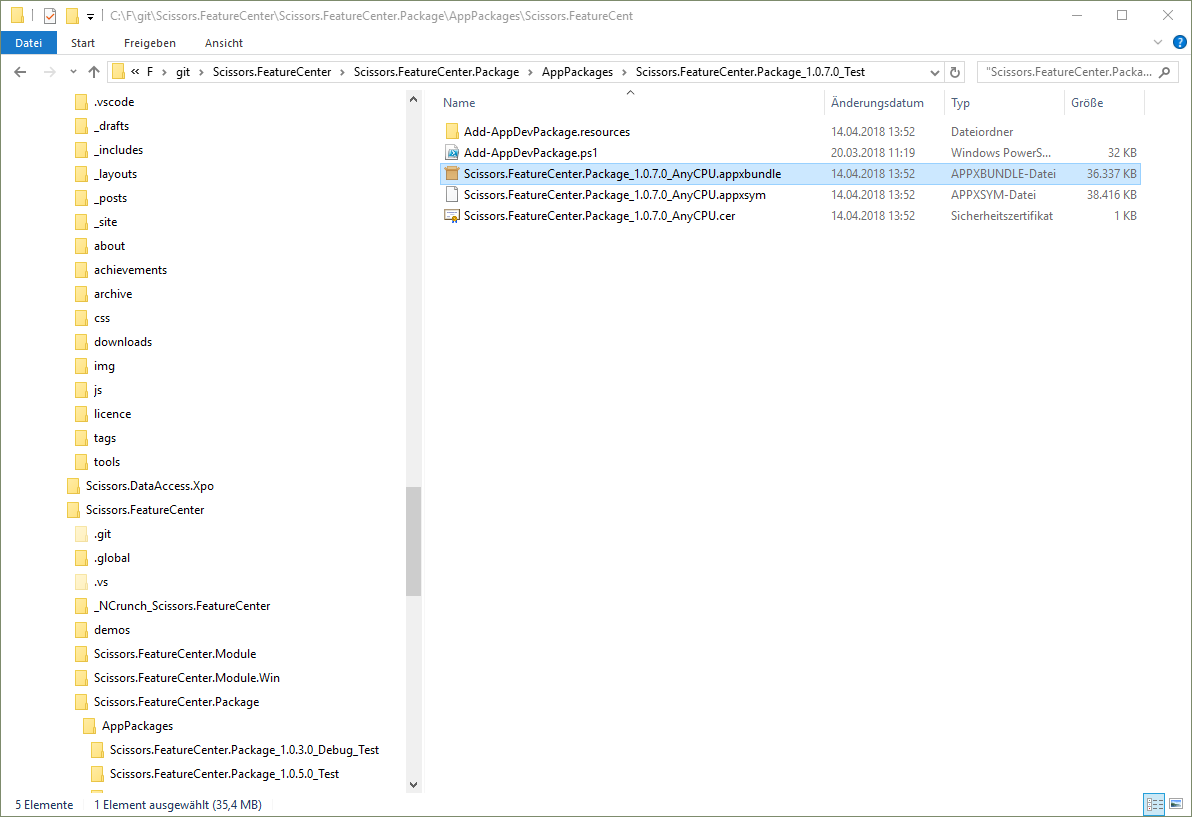 C:\F\git\Scissors.FeatureCenter\Scissors.FeatureCenter.Package\AppPackages\Scissors.FeatureCent
Datei Start Freigeben Ansicht ?
« F › git › Scissors.FeatureCenter › Scissors.FeatureCenter.Package › AppPackages › Scissors.FeatureCenter.Package_1.0.7.0_Test "Scissors.FeatureCenter.Packa...
.vscode
_drafts
_includes
_layouts
_posts
_site
about
achievements
archive
css
downloads
img
js
licence
tags
tools
Scissors.DataAccess.Xpo
Scissors.FeatureCenter
.git
.global
.vs
_NCrunch_Scissors.FeatureCenter
demos
Scissors.FeatureCenter.Module
Scissors.FeatureCenter.Module.Win
Scissors.FeatureCenter.Package
AppPackages
Scissors.FeatureCenter.Package_1.0.3.0_Debug_Test
Scissors.FeatureCenter.Package_1.0.5.0_Test
Name Änderungsdatum Typ Größe
Add-AppDevPackage.resources 14.04.2018 13:52 Dateiordner
Add-AppDevPackage.ps1 20.03.2018 11:19 Windows PowerS... 32 KB
Scissors.FeatureCenter.Package_1.0.7.0_AnyCPU.appxbundle 14.04.2018 13:52 APPXBUNDLE-Datei 36.337 KB
Scissors.FeatureCenter.Package_1.0.7.0_AnyCPU.appxsym 14.04.2018 13:52 APPXSYM-Datei 38.416 KB
Scissors.FeatureCenter.Package_1.0.7.0_AnyCPU.cer 14.04.2018 13:52 Sicherheitszertifikat 1 KB
5 Elemente 1 Element ausgewählt (35,4 MB)